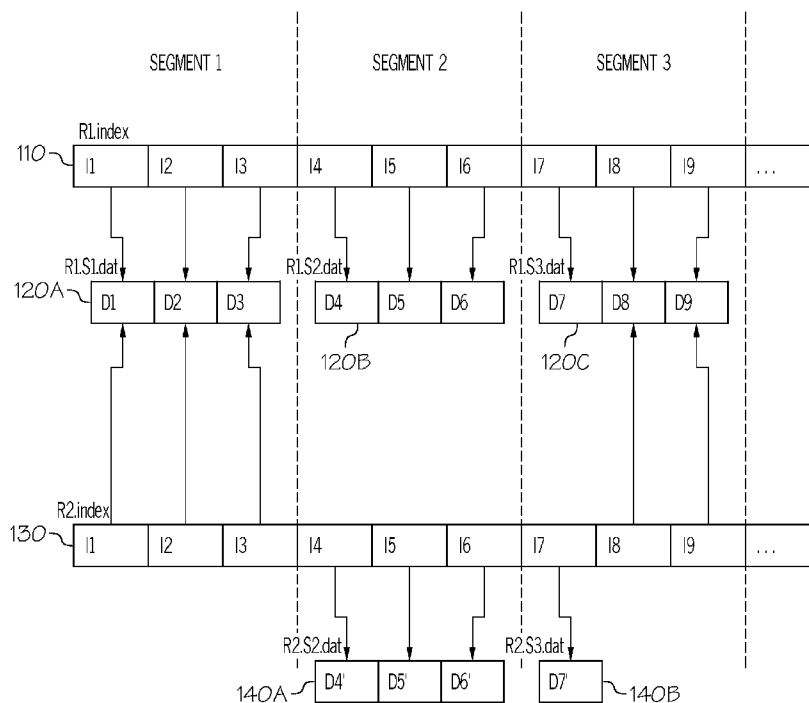 SEGMENT 1 SEGMENT 2 SEGMENT 3
R1.index
110 I1 I2 I3 I4 I5 I6 I7 I8 I9 ...
R1.S1.dat R1.S2.dat R1.S3.dat
120A D1 D2 D3 D4 D5 D6 D7 D8 D9
120B 120C
R2.index
130 I1 I2 I3 I4 I5 I6 I7 I8 I9 ...
R2.S2.dat R2.S3.dat
140A D4' D5' D6' D7' 140B